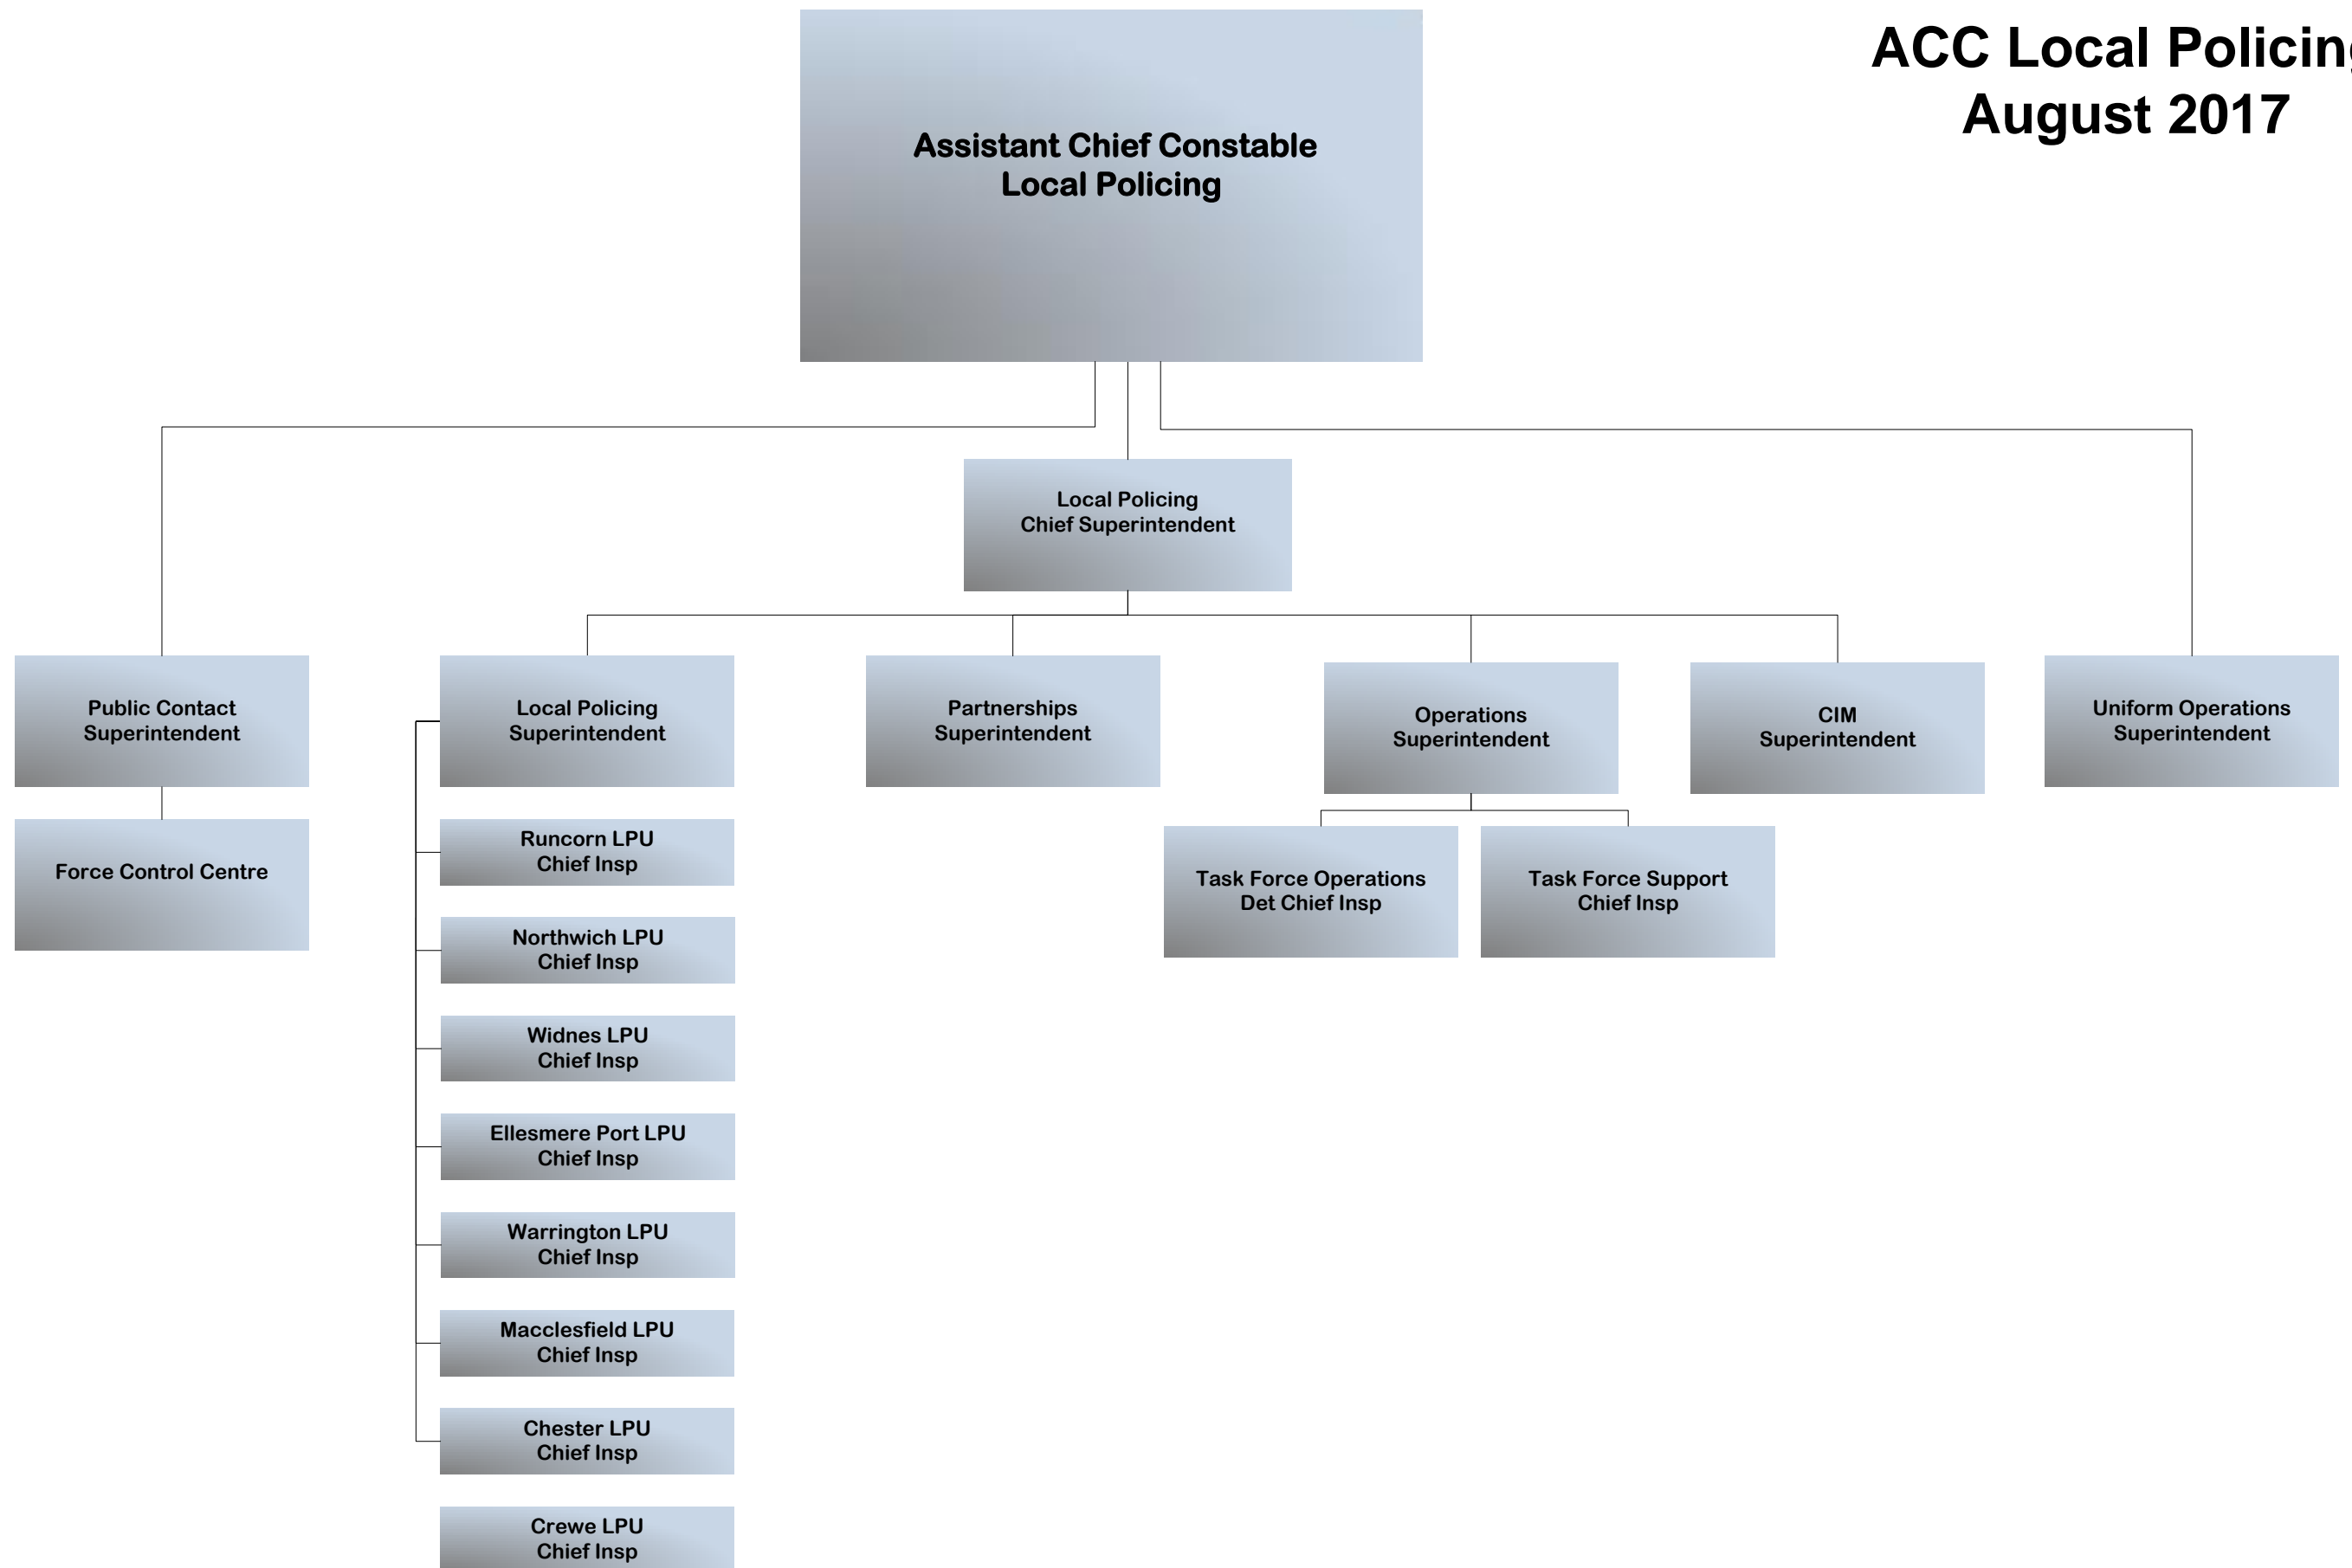 ACC Local Policing
August 2017
Assistant Chief Constable
Local Policing
Local Policing
Chief Superintendent
Public Contact
Superintendent
Local Policing
Superintendent
Partnerships
Superintendent
Operations
Superintendent
CIM
Superintendent
Uniform Operations
Superintendent
Force Control Centre
Runcorn LPU
Chief Insp
Task Force Operations
Det Chief Insp
Task Force Support
Chief Insp
Northwich LPU
Chief Insp
Widnes LPU
Chief Insp
Ellesmere Port LPU
Chief Insp
Warrington LPU
Chief Insp
Macclesfield LPU
Chief Insp
Chester LPU
Chief Insp
Crewe LPU
Chief Insp